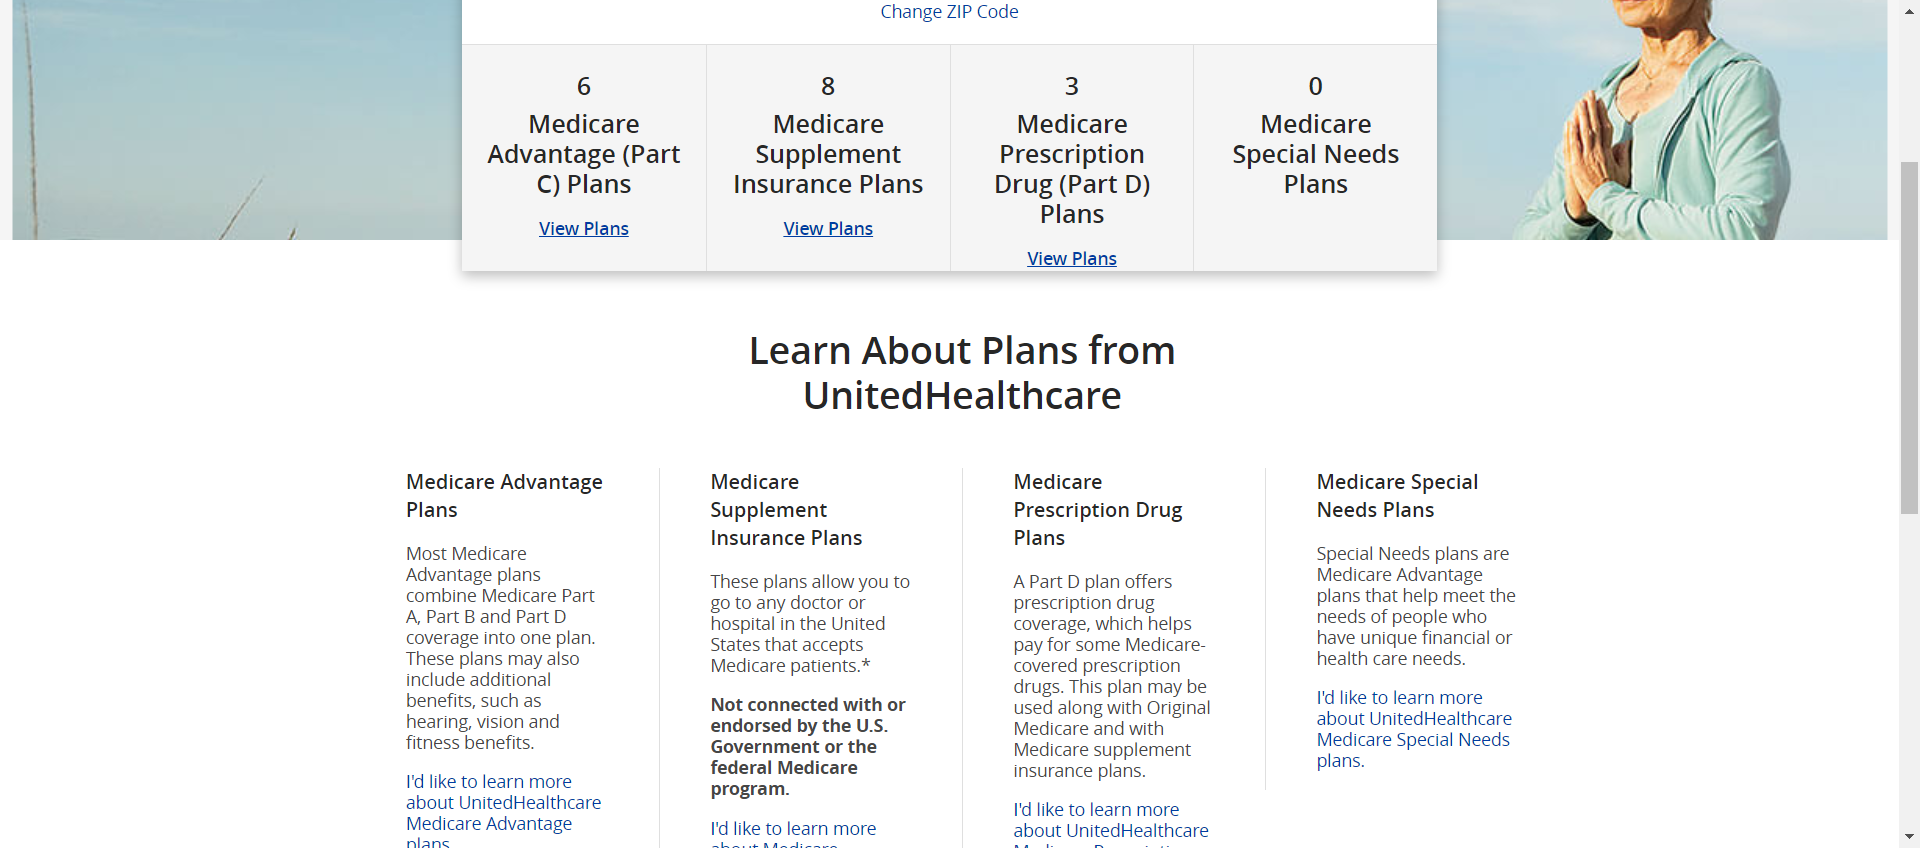 Change ZIP Code
6
Medicare
Advantage (Part
C) Plans
View Plans
8
Medicare
Supplement
Insurance Plans
View Plans
3
Medicare
Prescription
Drug (Part D)
Plans
View Plans
0
Medicare
Special Needs
Plans
Learn About Plans from
UnitedHealthcare
Medicare Advantage
Plans
Most Medicare
Advantage plans
combine Medicare Part
A, Part B and Part D
coverage into one plan.
These plans may also
include additional
benefits, such as
hearing, vision and
fitness benefits.
I'd like to learn more
about UnitedHealthcare
Medicare Advantage
plans
Medicare
Supplement
Insurance Plans
These plans allow you to
go to any doctor or
hospital in the United
States that accepts
Medicare patients.*
Not connected with or
endorsed by the U.S.
Government or the
federal Medicare
program.
I'd like to learn more
about Medicare
Medicare
Prescription Drug
Plans
A Part D plan offers
prescription drug
coverage, which helps
pay for some Medicare-
covered prescription
drugs. This plan may be
used along with Original
Medicare and with
Medicare supplement
insurance plans.
I'd like to learn more
about UnitedHealthcare
Medicare Special
Needs Plans
Special Needs plans are
Medicare Advantage
plans that help meet the
needs of people who
have unique financial or
health care needs.
I'd like to learn more
about UnitedHealthcare
Medicare Special Needs
plans.